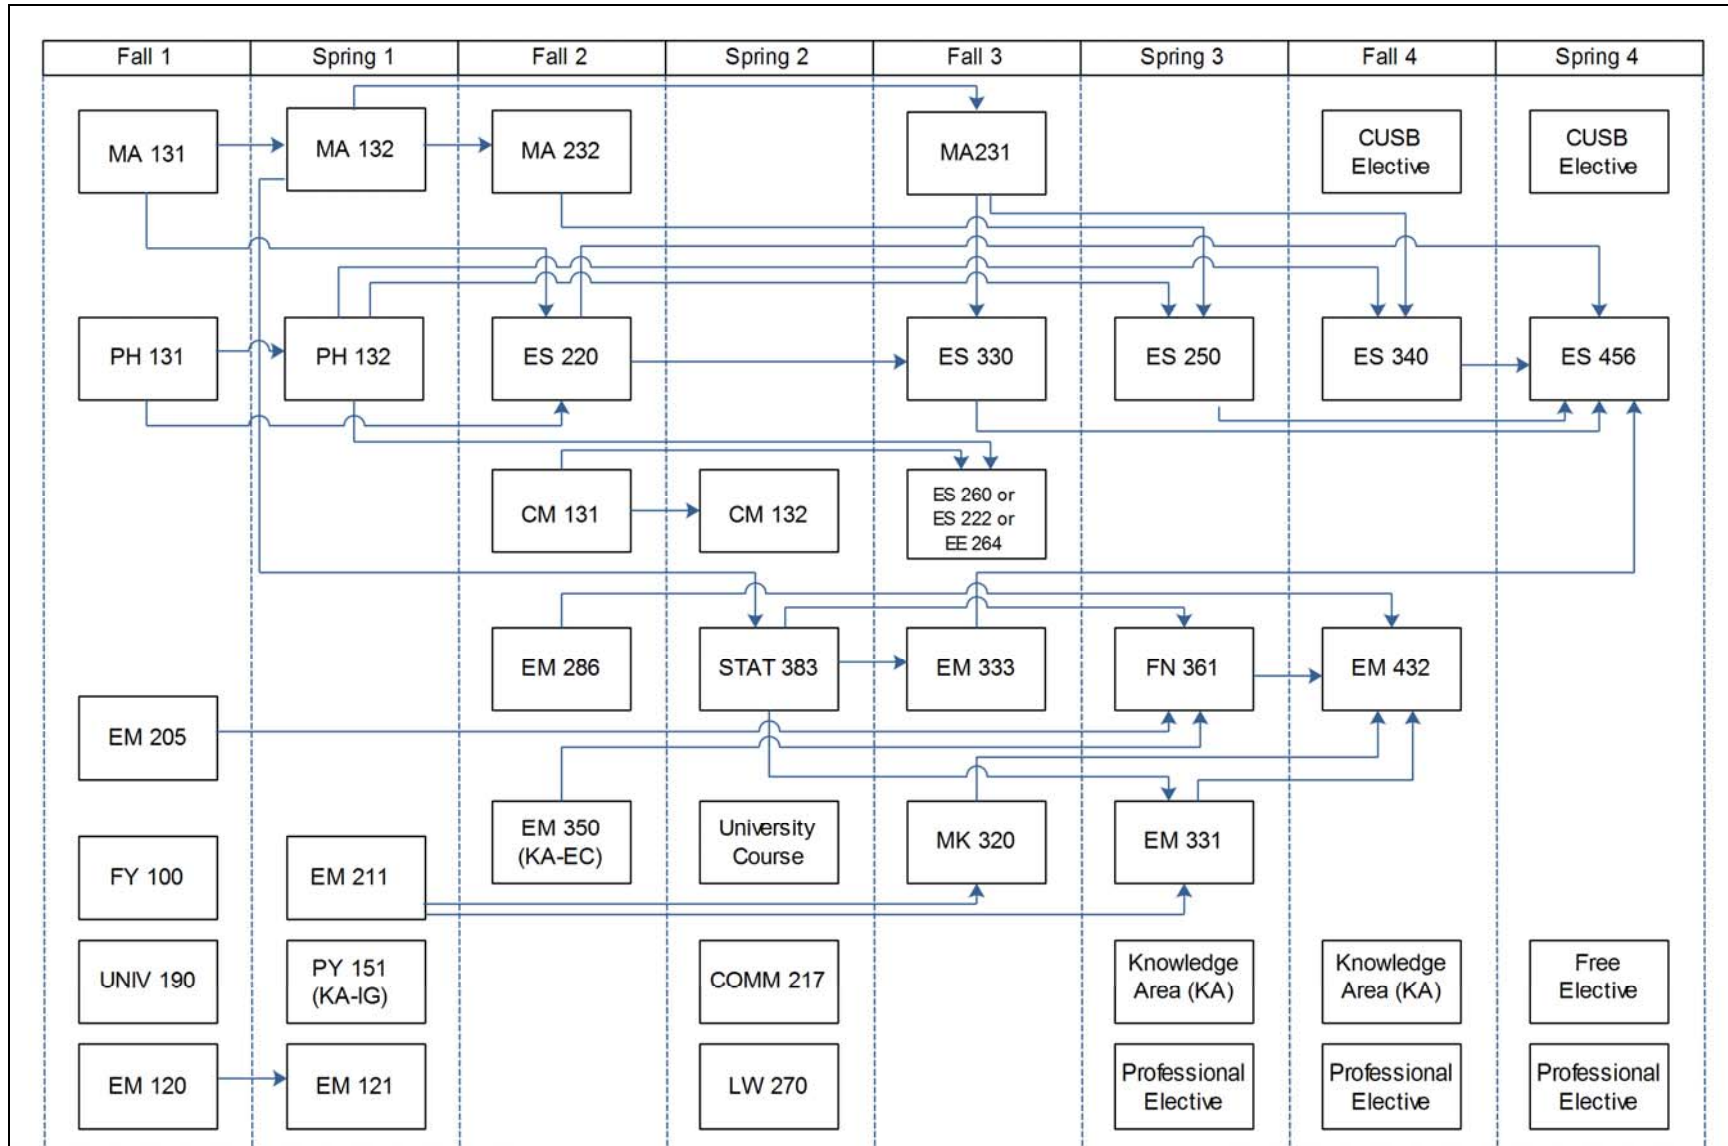 Fall 1
Spring 1
Fall 2
Spring 2
Fall 3
Spring 3
Fall 4
Spring 4
MA 131
MA 132
MA 232
MA231
CUSB
Elective
CUSB
Elective
PH 131
PH 132
ES 220
ES 330
ES 250
ES 340
ES 456
CM 131
CM 132
ES 260 or
ES 222 or
EE 264
EM 286
STAT 383
EM 333
FN 361
EM 432
EM 205
FY 100
EM 211
EM 350
(KA-EC)
University
Course
MK 320
EM 331
UNIV 190
PY 151
(KA-IG)
COMM 217
Knowledge
Area (KA)
Knowledge
Area (KA)
Free
Elective
EM 120
EM 121
LW 270
Professional
Elective
Professional
Elective
Professional
Elective